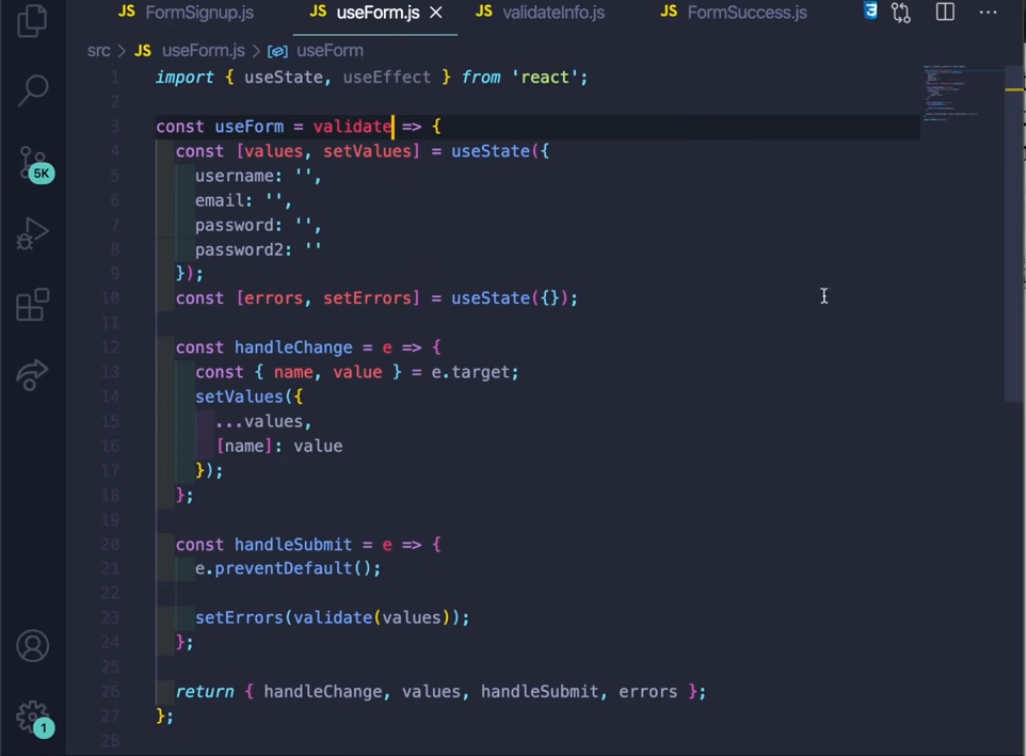 JS FormSignup.js JS useForm.js × JS validateInfo.js JS FormSuccess.js
src > JS useForm.js > useForm
1 import { useState, useEffect } from 'react';
2
3 const useForm = validate => {
4 const [values, setValues] = useState({
5 username: '',
6 email: '',
7 password: '',
8 password2: ''
9 });
10 const [errors, setErrors] = useState({});
11
12 const handleChange = e => {
13 const { name, value } = e.target;
14 setValues({
15 ...values,
16 [name]: value
17 });
18 };
19
20 const handleSubmit = e => {
21 e.preventDefault();
22
23 setErrors(validate(values));
24 };
25
26 return { handleChange, values, handleSubmit, errors };
27 };
28
5K
1